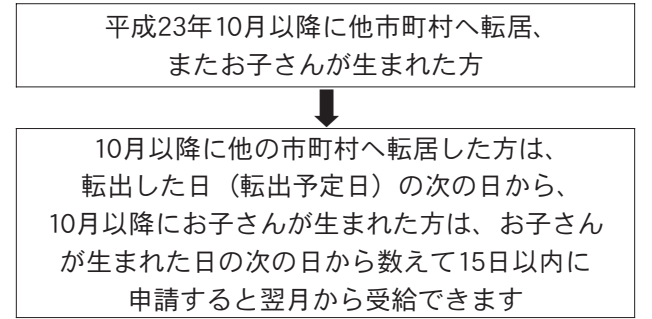 平成23年10月以降に他市町村へ転居、
またお子さんが生まれた方
10月以降に他の市町村へ転居した方は、
転出した日（転出予定日）の次の日から、
10月以降にお子さんが生まれた方は、お子さん
が生まれた日の次の日から数えて15日以内に
申請すると翌月から受給できます